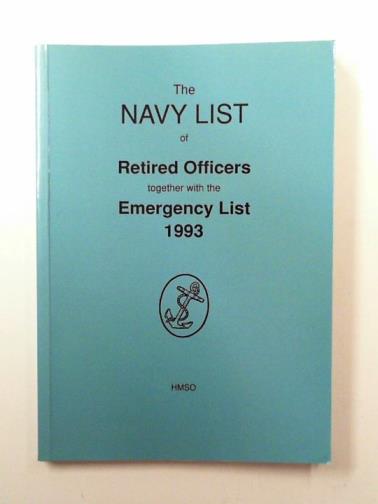 The
NAVY LIST
of
Retired Officers
together with the
Emergency List
1993
HMSO